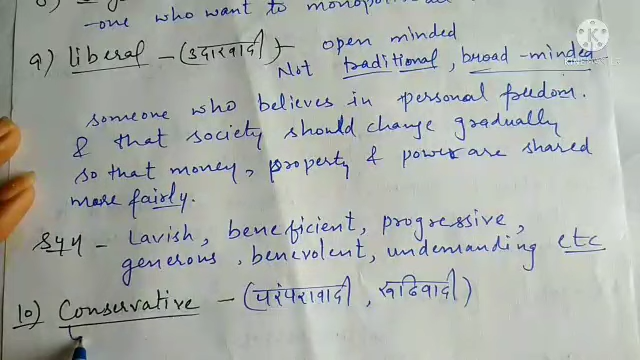 -one who want to monopolise
9) liberal - (उदारवादी) - open minded
Not traditional, broad-minded
someone who believes in personal freedom.
& that society should change gradually
so that money, property & power are shared
more fairly.
Syn - Lavish, beneficient, progressive,
generous, benevolent, undemanding etc
10) Conservative - (परंपरावादी, रूढिवादी)